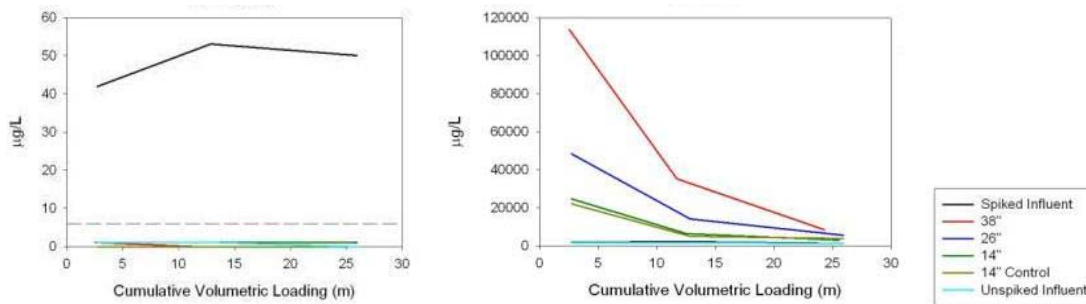 60
50
40
30
20
10
0
µg/L
0 5 10 15 20 25 30
Cumulative Volumetric Loading (m)
120000
100000
80000
60000
40000
20000
0
µg/L
0 5 10 15 20 25 30
Cumulative Volumetric Loading (m)
Spiked Influent
38"
26"
14"
14" Control
Unspiked Influent